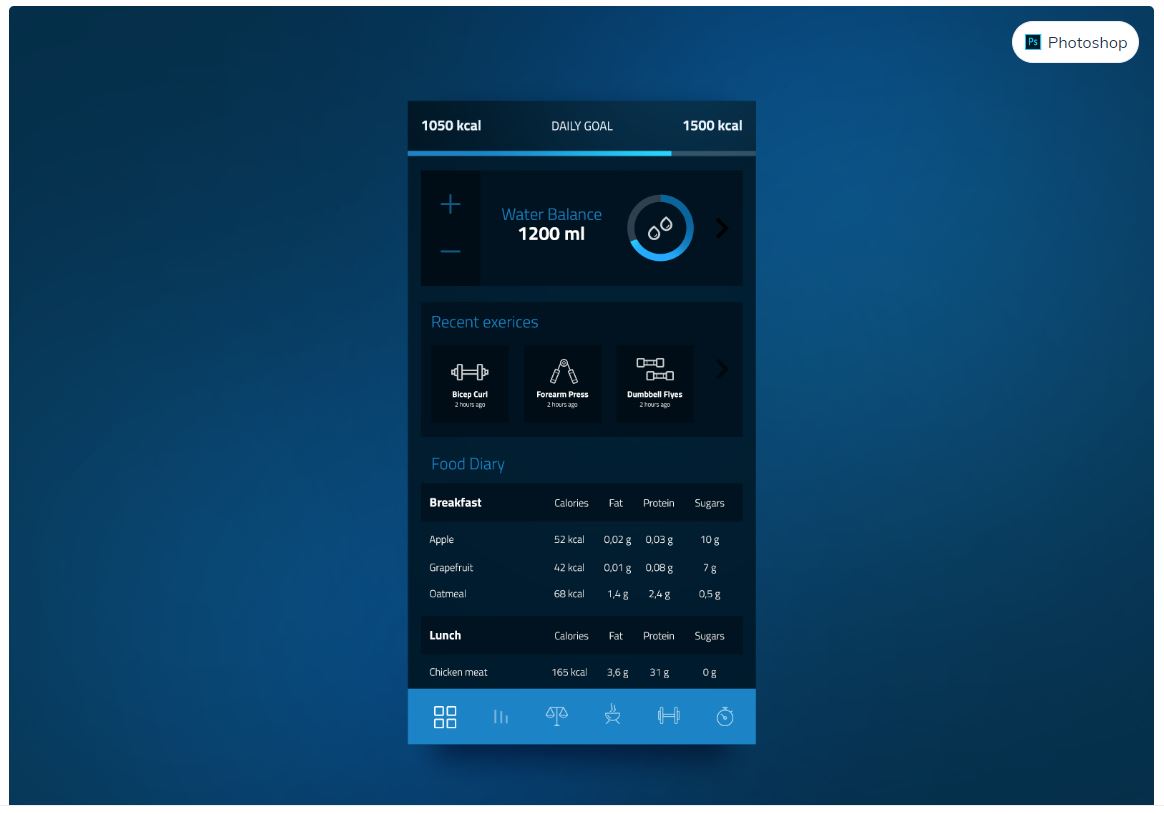 Ps Photoshop
1050 kcal DAILY GOAL 1500 kcal
Water Balance
1200 ml
Recent exerices
Bicep Curl Forearm Press Dumbbell Flyes
2 hours ago 2 hours ago 2 hours ago
Food Diary
Breakfast Calories Fat Protein Sugars
Apple 52 kcal 0,02 g 0,03 g 10 g
Grapefruit 42 kcal 0,01 g 0,08 g 7 g
Oatmeal 68 kcal 1,4 g 2,4 g 0,5 g
Lunch Calories Fat Protein Sugars
Chicken meat 165 kcal 3,6 g 31 g 0 g